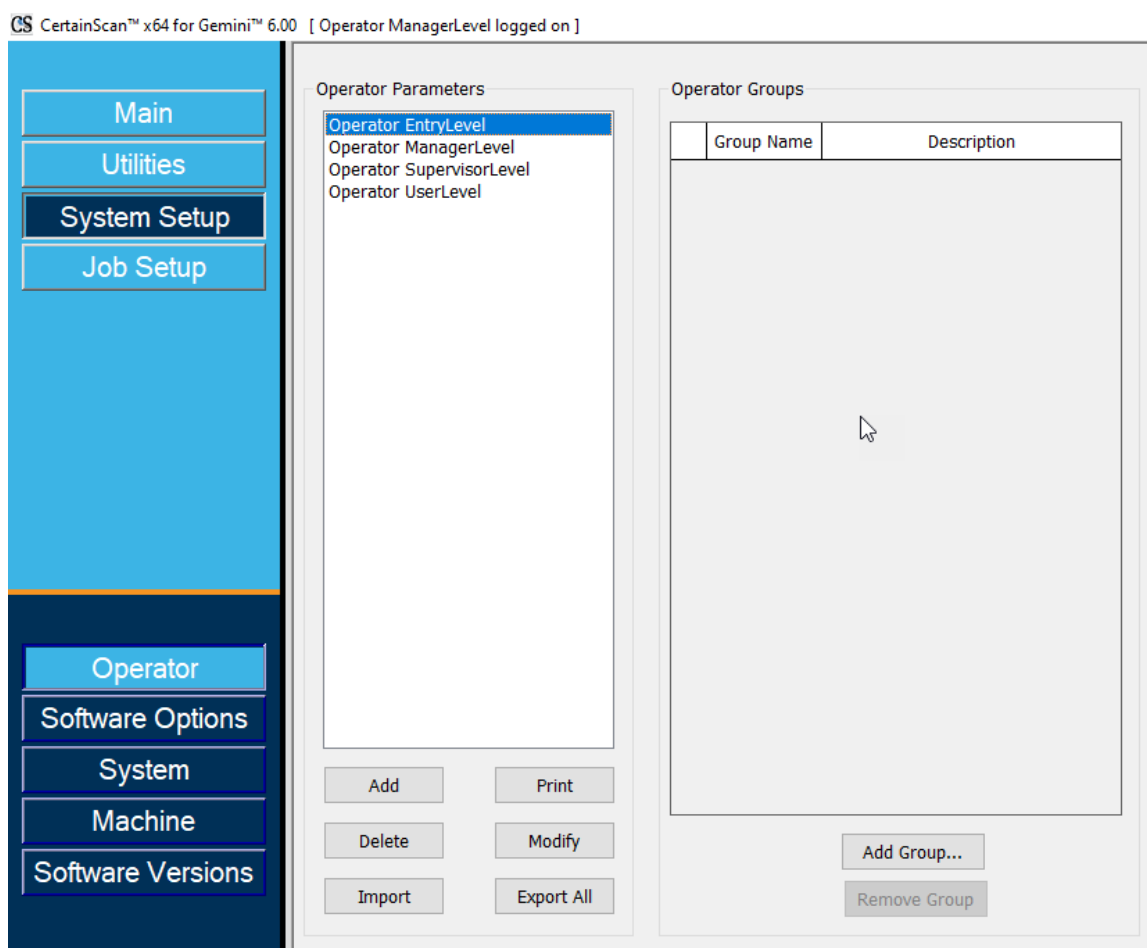 CS CertainScan™ x64 for Gemini™ 6.00 [ Operator ManagerLevel logged on ]
Main
Utilities
System Setup
Job Setup
Operator
Software Options
System
Machine
Software Versions
Operator Parameters
Operator EntryLevel
Operator ManagerLevel
Operator SupervisorLevel
Operator UserLevel
Add
Print
Delete
Modify
Import
Export All
Operator Groups
Group Name
Description
Add Group...
Remove Group